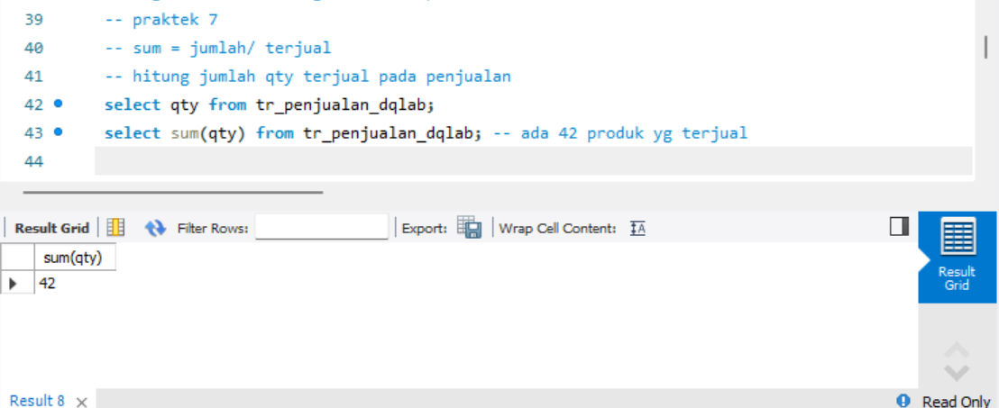 39 -- praktek 7
40 -- sum = jumlah/ terjual
41 -- hitung jumlah qty terjual pada penjualan
42 select qty from tr_penjualan_dqlab;
43 select sum(qty) from tr_penjualan_dqlab; -- ada 42 produk yg terjual
44
Result Grid Filter Rows: Export: Wrap Cell Content:
sum(qty)
42
Result
Grid
Result 8 Read Only